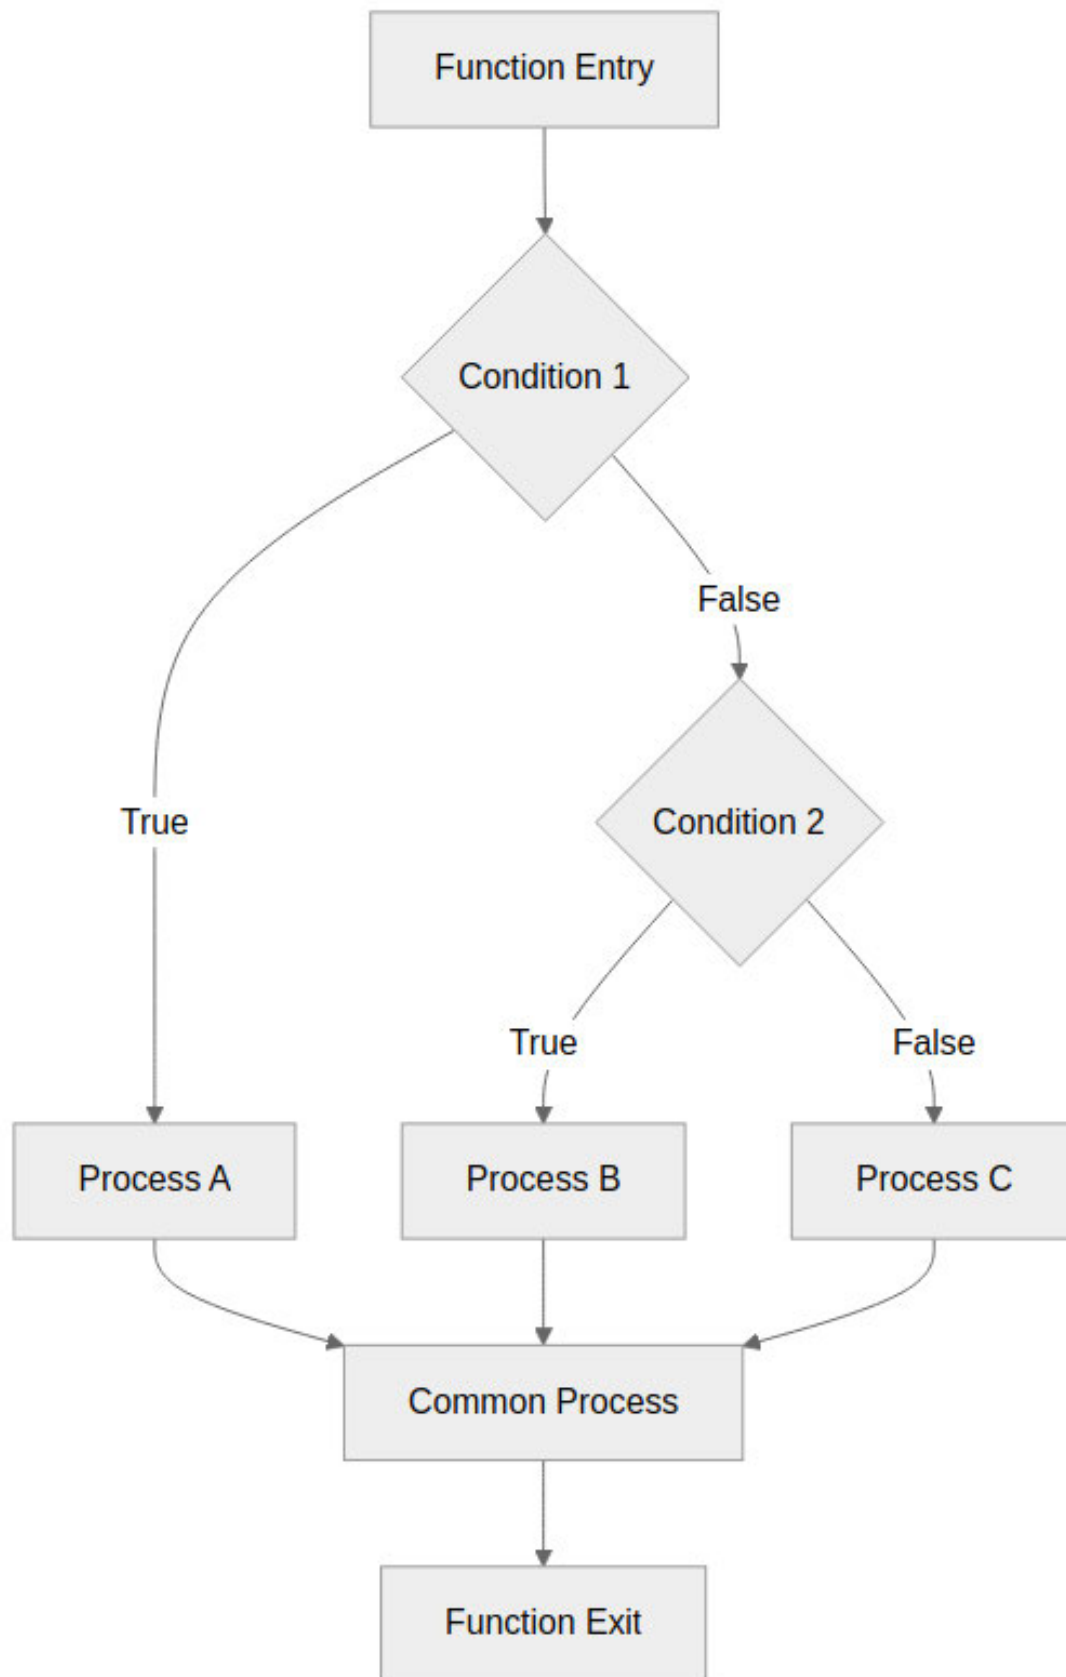 Function Entry
Condition 1
False
True
Condition 2
True
False
Process A
Process B
Process C
Common Process
Function Exit